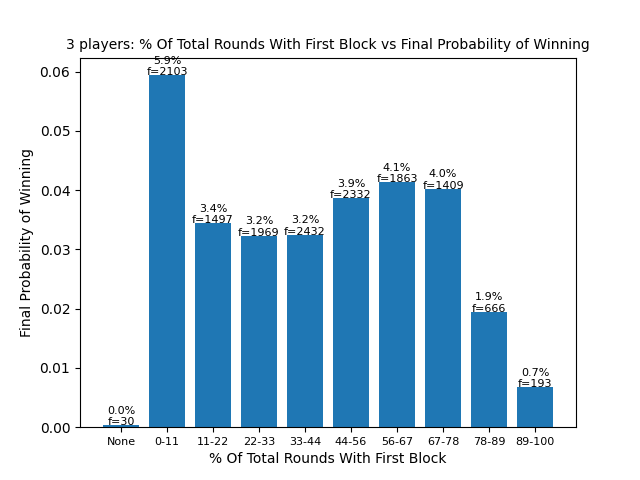 3 players: % Of Total Rounds With First Block vs Final Probability of Winning
Final Probability of Winning
0.06
0.05
0.04
0.03
0.02
0.01
0.00
0.0%
f=30
5.9%
f=2103
3.4%
f=1497
3.2%
f=1969
3.2%
f=2432
3.9%
f=2332
4.1%
f=1863
4.0%
f=1409
1.9%
f=666
0.7%
f=193
None 0-11 11-22 22-33 33-44 44-56 56-67 67-78 78-89 89-100
% Of Total Rounds With First Block